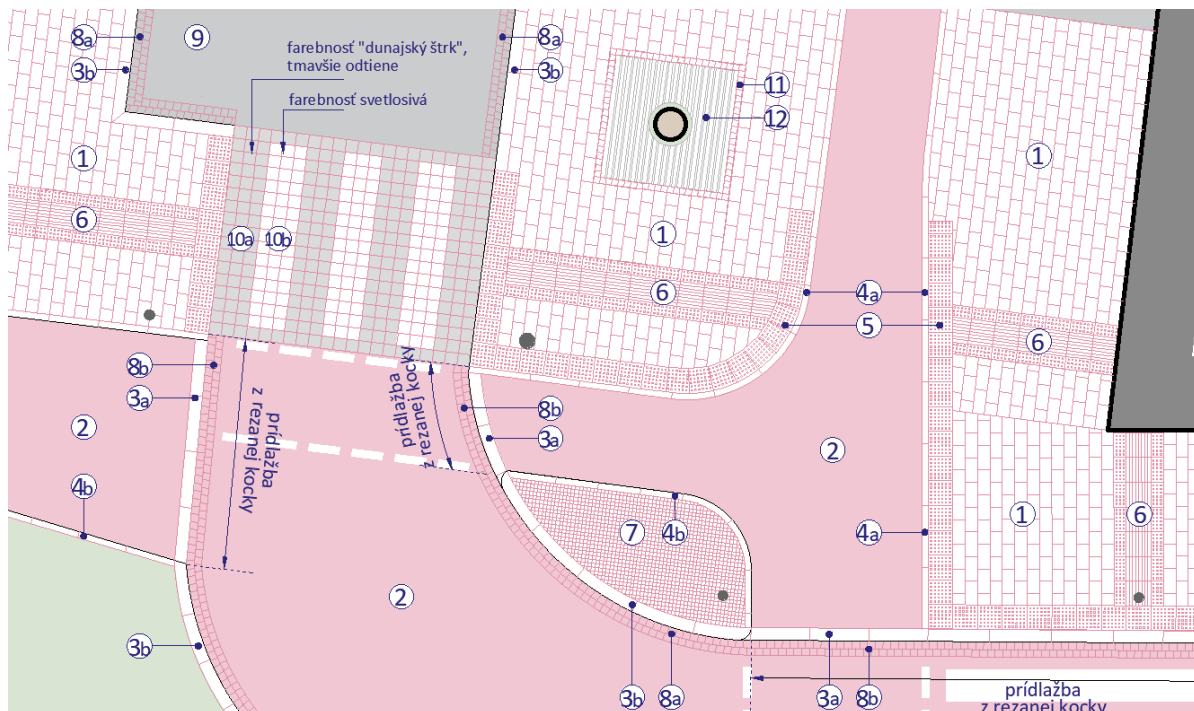 8a
9
8a
farebnosť "dunajský štrk",
tmavšie odtiene
3b
3b
11
farebnosť svetlosivá
12
1
1
6
10a
10b
1
6
4a
5
6
8b
3a
prídlažba
z rezanej kocky
8b
3a
2
prídlažba
z rezanej kocky
2
4b
7
4b
4a
1
6
2
3b
3b
8a
3a
8b
prídlažba
z rezanej kocky